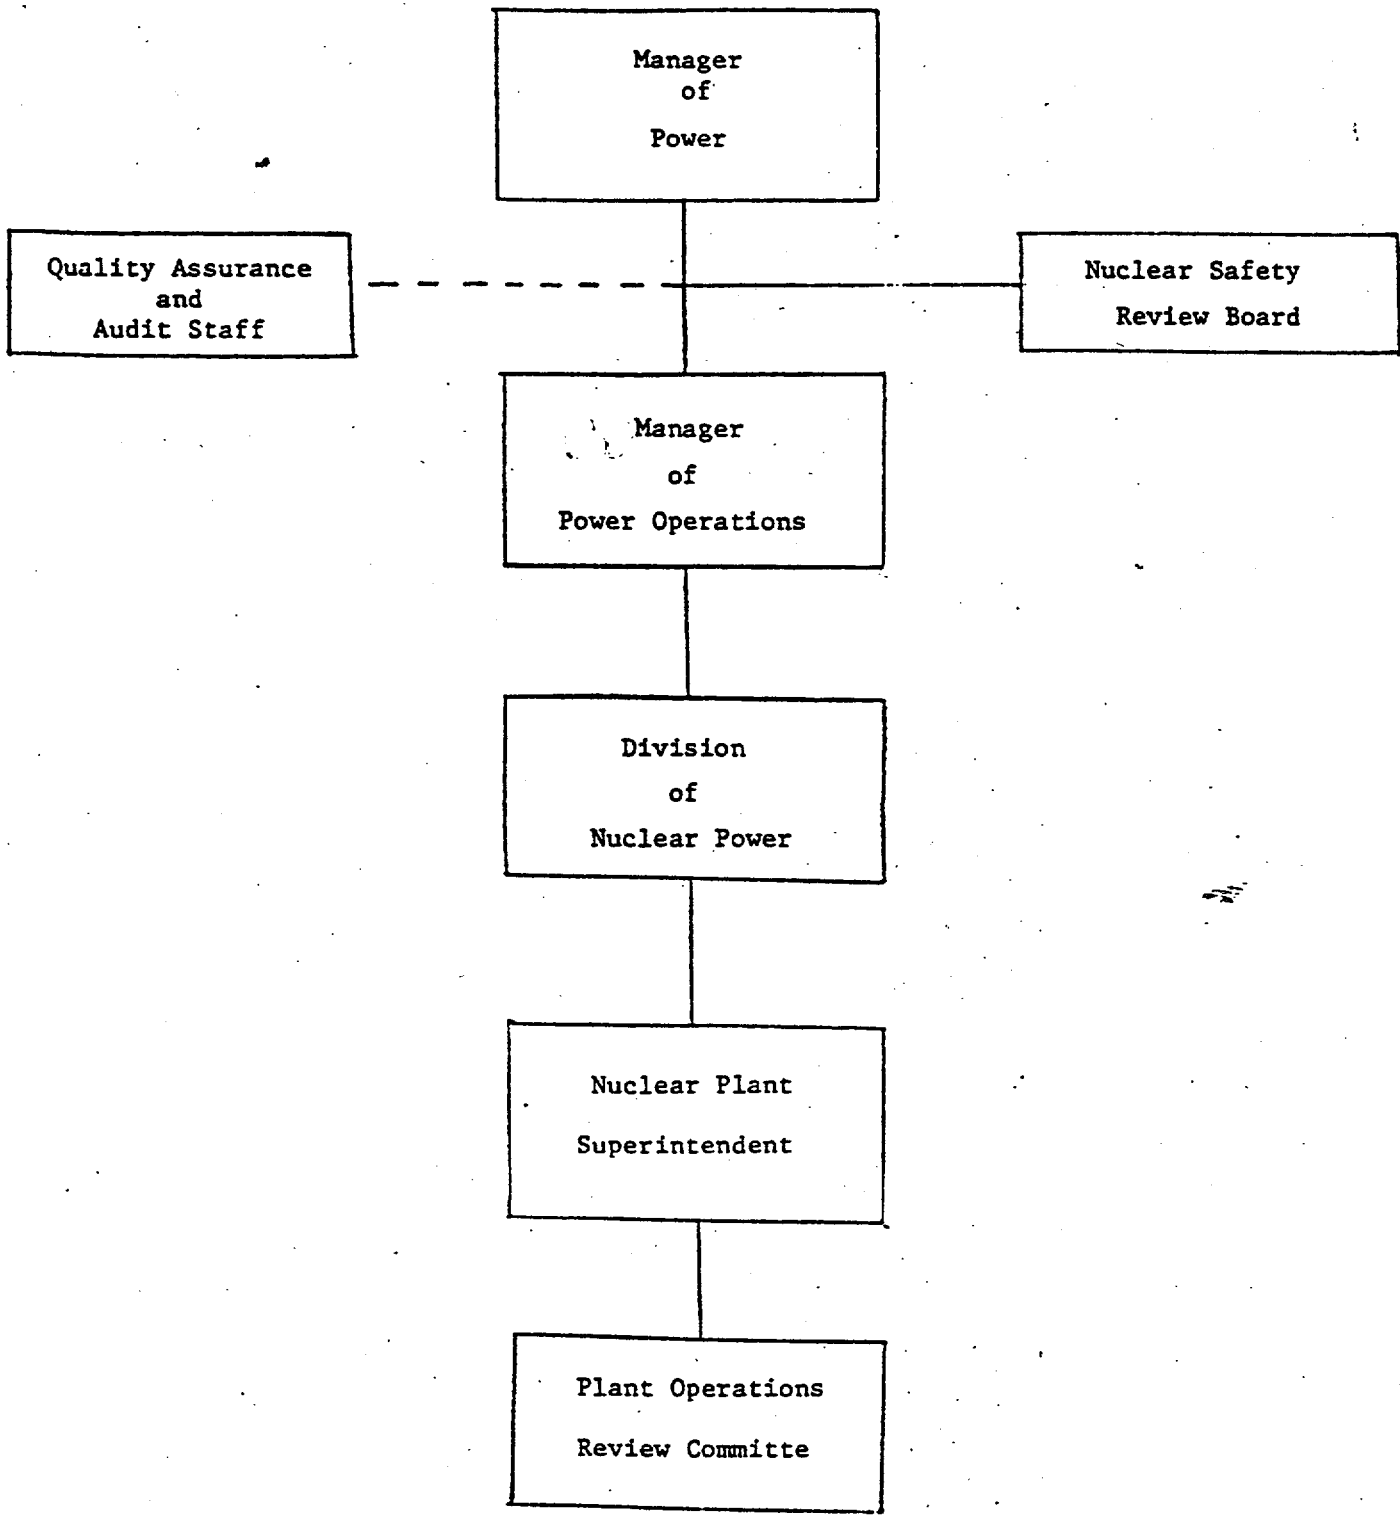 Manager
of
Power
Quality Assurance
and
Audit Staff
Nuclear Safety
Review Board
Manager
of
Power Operations
Division
of
Nuclear Power
Nuclear Plant
Superintendent
Plant Operations
Review Committe